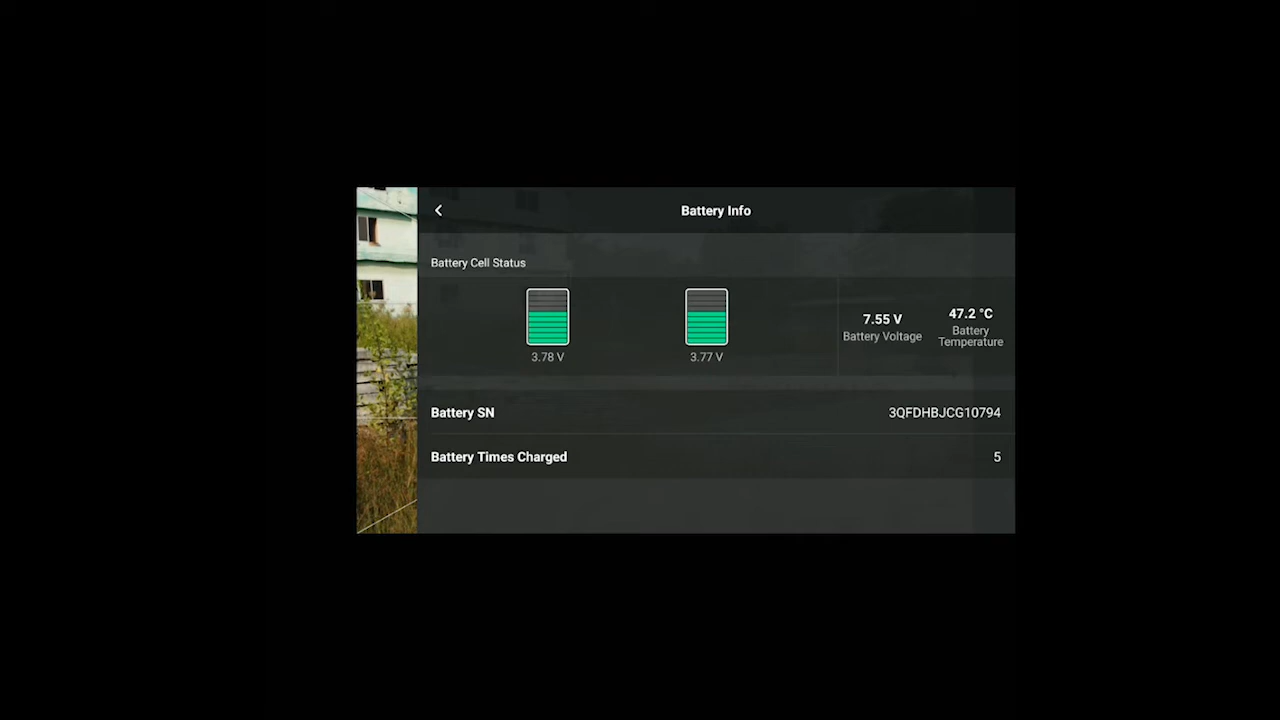 Battery Info
Battery Cell Status
3.78 V
3.77 V
7.55 V
Battery Voltage
47.2 °C
Battery
Temperature
Battery SN 3QFDHBJCG10794
Battery Times Charged 5